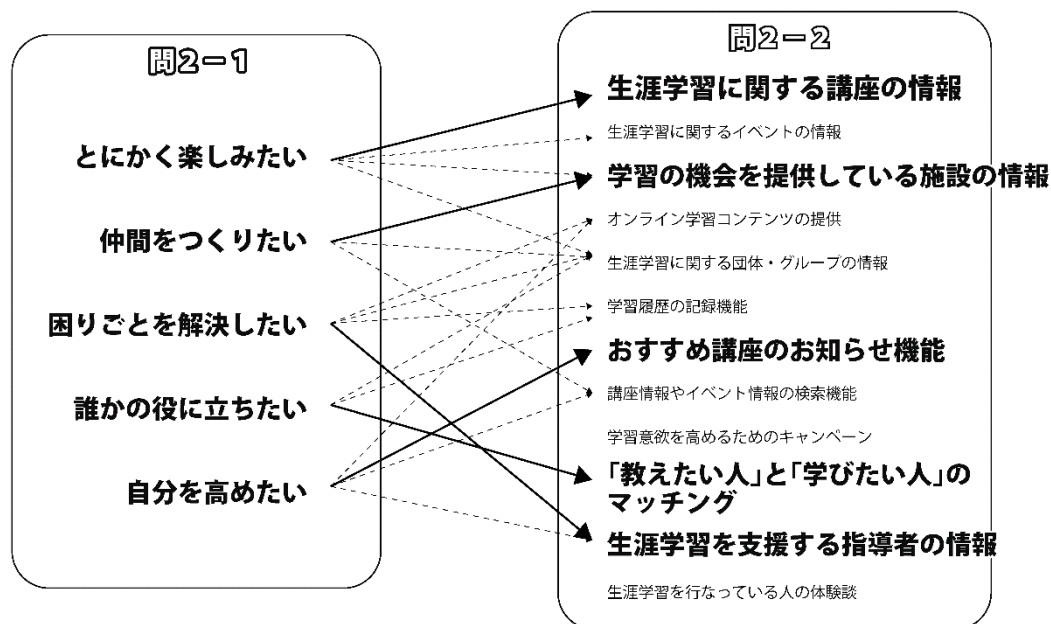 問2-1
とにかく楽しみたい
仲間をつくりたい
困りごとを解決したい
誰かの役に立ちたい
自分を高めたい
問2-2
生涯学習に関する講座の情報
生涯学習に関するイベントの情報
学習の機会を提供している施設の情報
オンライン学習コンテンツの提供
生涯学習に関する団体・グループの情報
学習履歴の記録機能
おすすめ講座のお知らせ機能
講座情報やイベント情報の検索機能
学習意欲を高めるためのキャンペーン
「教えたい人」と「学びたい人」の
マッチング
生涯学習を支援する指導者の情報
生涯学習を行なっている人の体験談